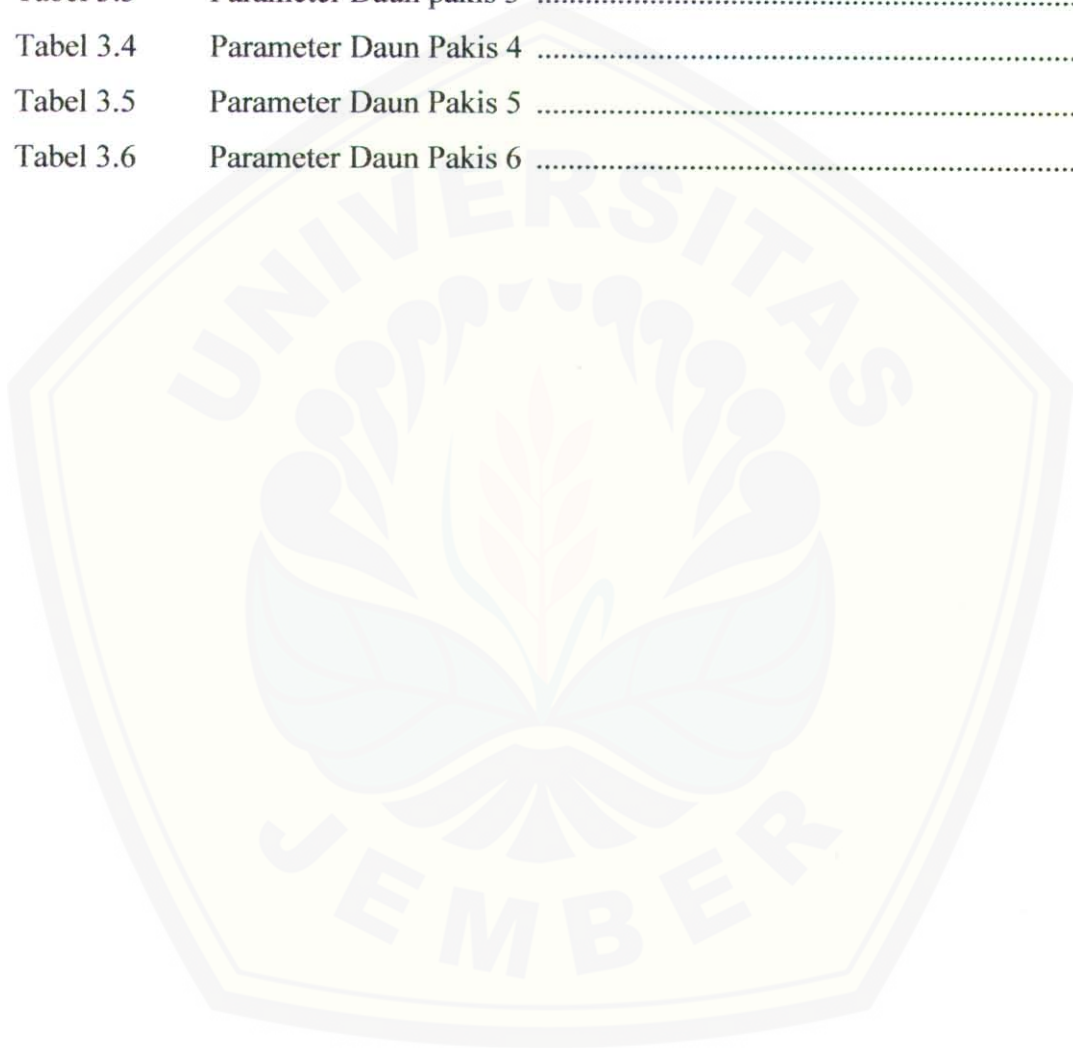 Tabel 3.4 Parameter Daun Pakis 4 ................................................................
Tabel 3.5 Parameter Daun Pakis 5 ................................................................
Tabel 3.6 Parameter Daun Pakis 6 ................................................................
UNIVERSITAS
JEMBER